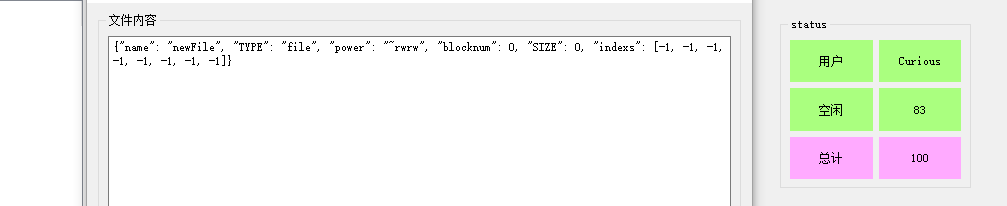 文件内容
{"name": "newFile", "TYPE": "file", "power": "~rwrw", "blocknum": 0, "SIZE": 0, "indexs": [-1, -1, -1,
-1, -1, -1, -1, -1]}
status
用户 Curious
空闲 83
总计 100